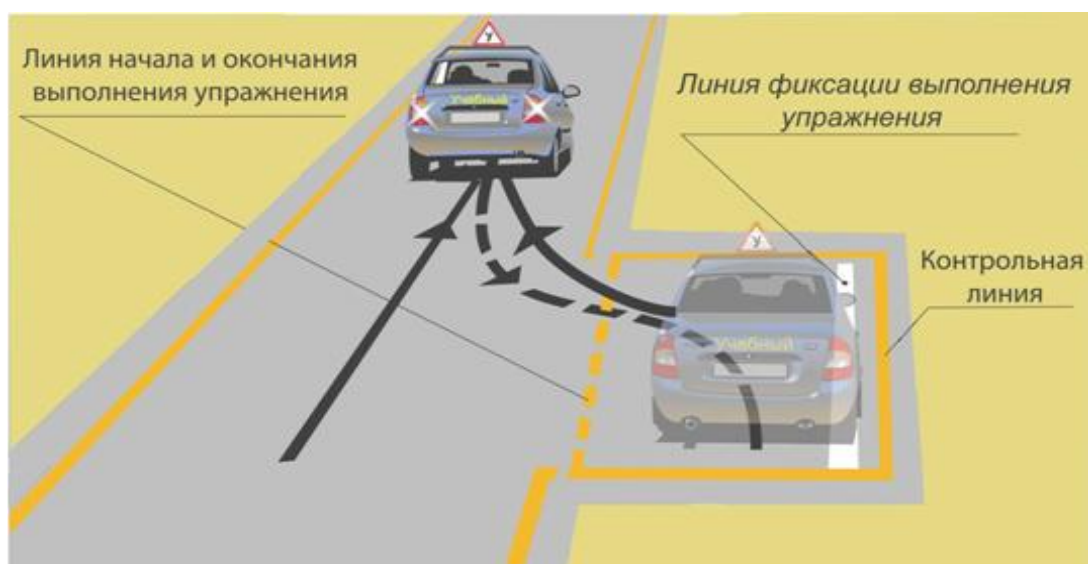 Линия начала и окончания
выполнения упражнения
У
Учебный
Линия фиксации выполнения
упражнения
У
Учебный
Контрольная
линия